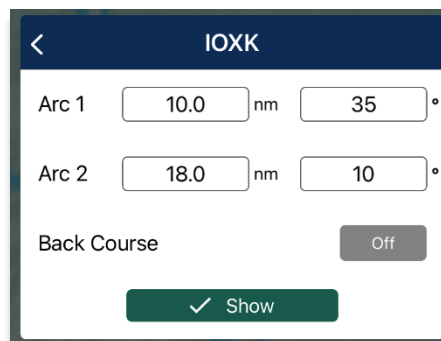 IOXK
Arc 1 10.0 nm 35 °
Arc 2 18.0 nm 10 °
Back Course Off
Show